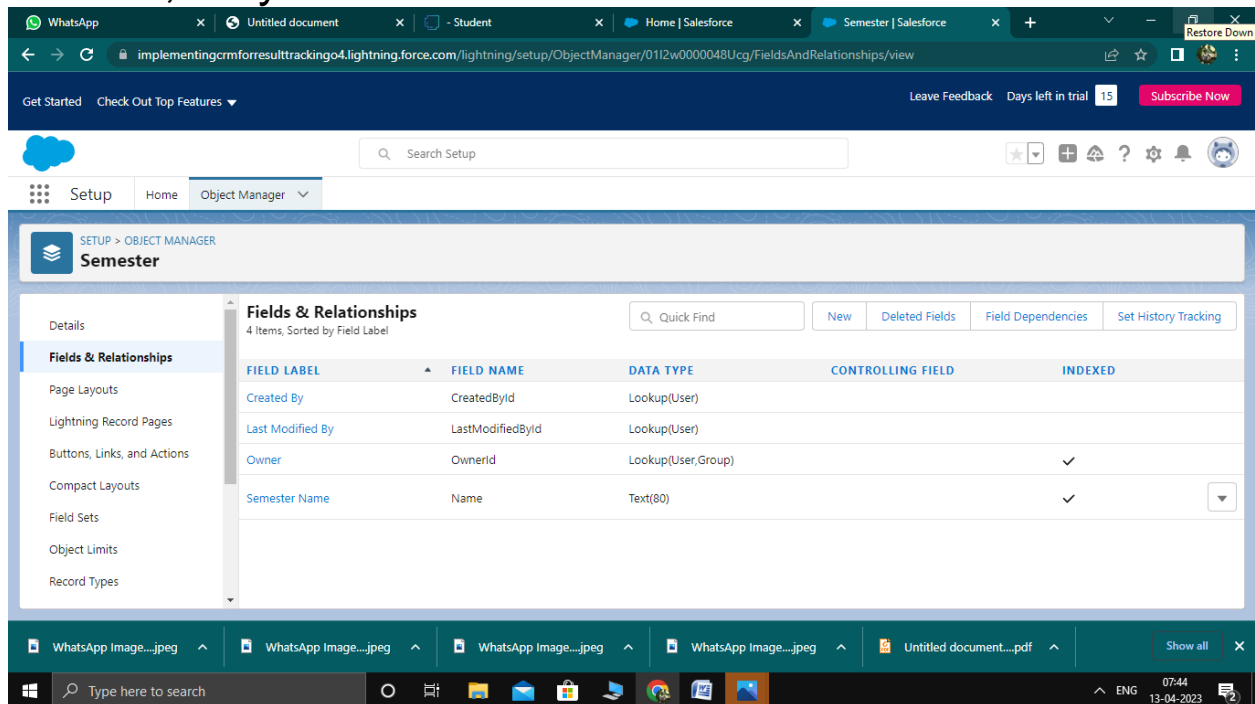 WhatsApp Untitled document - Student Home | Salesforce Semester | Salesforce
Restore Down
implementingcrmforresulttrackingo4.lightning.force.com/lightning/setup/ObjectManager/01I2w0000048Ucg/FieldsAndRelationships/view
Get Started Check Out Top Features Leave Feedback Days left in trial 15 Subscribe Now
Search Setup
Setup Home Object Manager
SETUP > OBJECT MANAGER
Semester
Details
Fields & Relationships
Page Layouts
Lightning Record Pages
Buttons, Links, and Actions
Compact Layouts
Field Sets
Object Limits
Record Types
Fields & Relationships
4 Items, Sorted by Field Label
Quick Find New Deleted Fields Field Dependencies Set History Tracking
FIELD LABEL FIELD NAME DATA TYPE CONTROLLING FIELD INDEXED
Created By CreatedById Lookup(User)
Last Modified By LastModifiedById Lookup(User)
Owner OwnerId Lookup(User,Group)
Semester Name Name Text(80)
WhatsApp Image....jpeg WhatsApp Image....jpeg WhatsApp Image....jpeg WhatsApp Image....jpeg Untitled document....pdf Show all
Type here to search ENG 07:44
13-04-2023 2